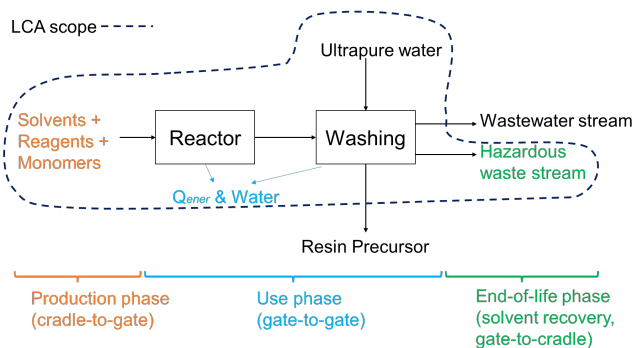 LCA scope
Ultrapure water
Solvents +
Reagents +
Monomers
Reactor
Washing
Wastewater stream
Hazardous
waste stream
Qener & Water
Resin Precursor
Production phase
(cradle-to-gate)
Use phase
(gate-to-gate)
End-of-life phase
(solvent recovery,
gate-to-cradle)